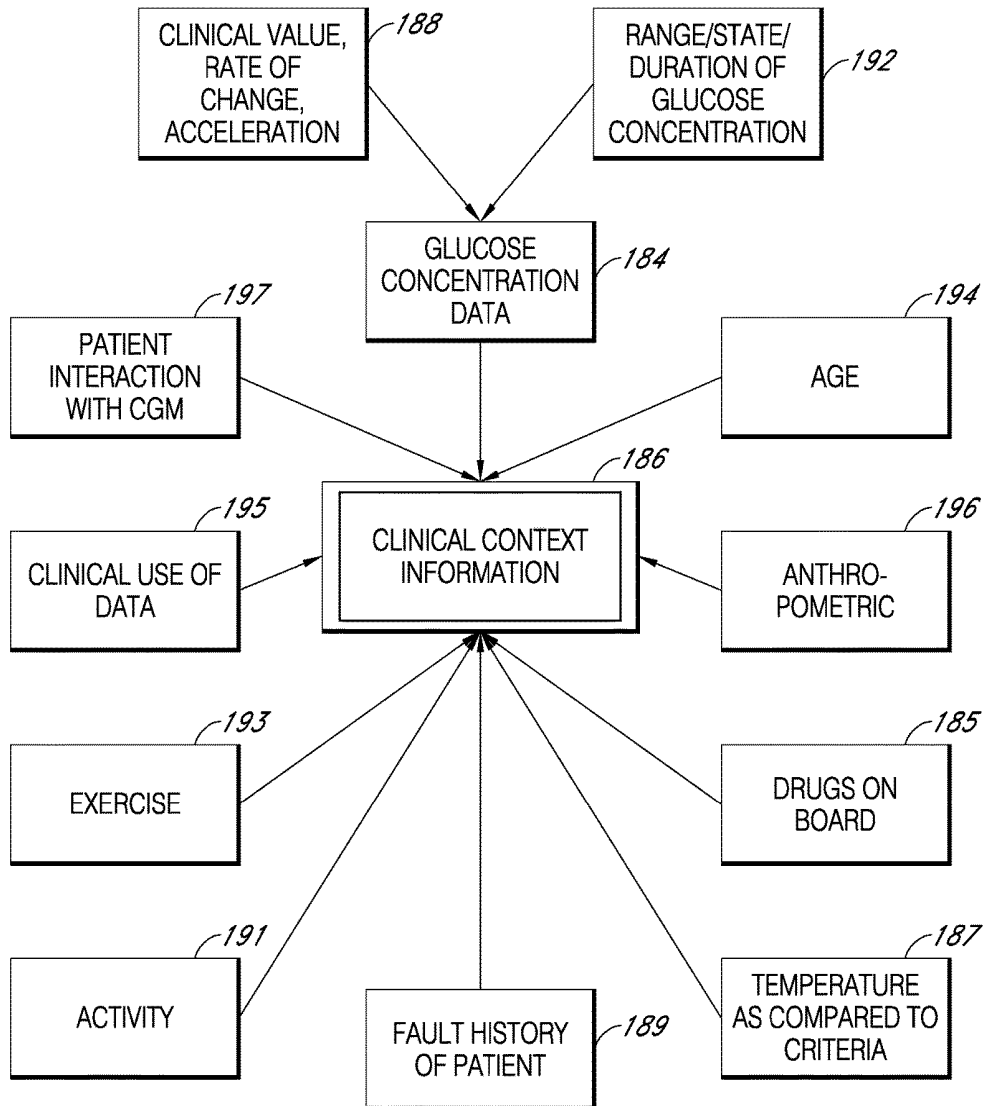 CLINICAL VALUE,
RATE OF
CHANGE,
ACCELERATION
188
RANGE/STATE/
DURATION OF
GLUCOSE
CONCENTRATION
192
GLUCOSE
CONCENTRATION
DATA
184
PATIENT
INTERACTION
WITH CGM
197
AGE
194
CLINICAL CONTEXT
INFORMATION
186
CLINICAL USE OF
DATA
195
ANTHRO-
POMETRIC
196
EXERCISE
193
DRUGS ON
BOARD
185
ACTIVITY
191
FAULT HISTORY
OF PATIENT
189
TEMPERATURE
AS COMPARED TO
CRITERIA
187